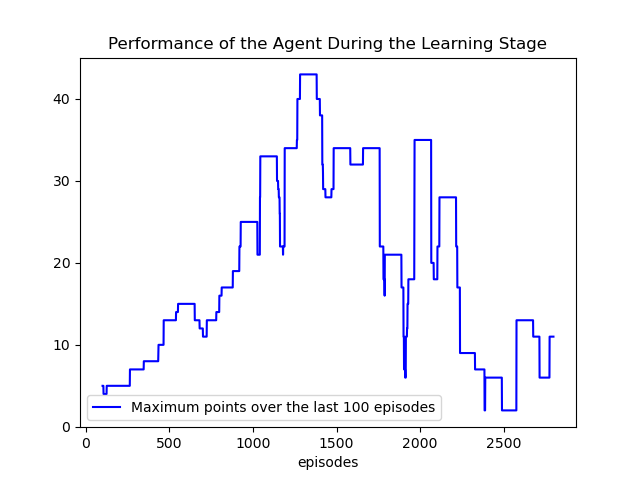 Performance of the Agent During the Learning Stage
40
30
20
10
0
Maximum points over the last 100 episodes
0 500 1000 1500 2000 2500
episodes